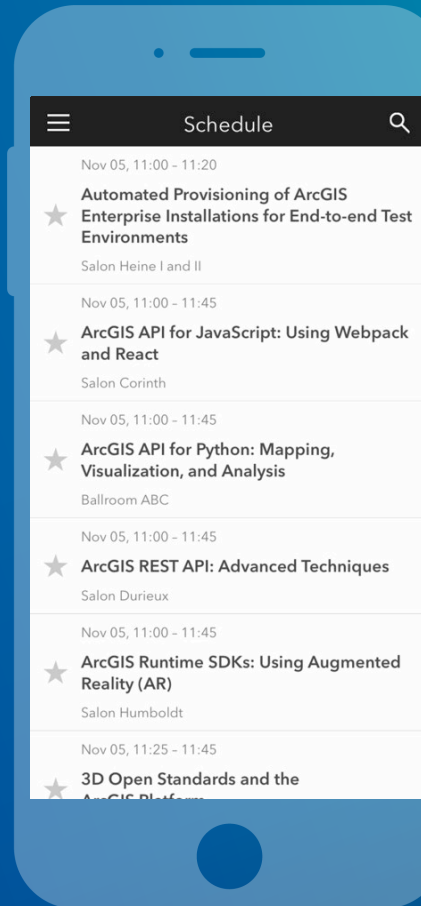 Schedule
Nov 05, 11:00 – 11:20
Automated Provisioning of ArcGIS
Enterprise Installations for End-to-end Test
Environments
Salon Heine I and II
Nov 05, 11:00 – 11:45
ArcGIS API for JavaScript: Using Webpack
and React
Salon Corinth
Nov 05, 11:00 – 11:45
ArcGIS API for Python: Mapping,
Visualization, and Analysis
Ballroom ABC
Nov 05, 11:00 – 11:45
ArcGIS REST API: Advanced Techniques
Salon Durieux
Nov 05, 11:00 – 11:45
ArcGIS Runtime SDKs: Using Augmented
Reality (AR)
Salon Humboldt
Nov 05, 11:25 – 11:45
3D Open Standards and the
ArcGIS Platform